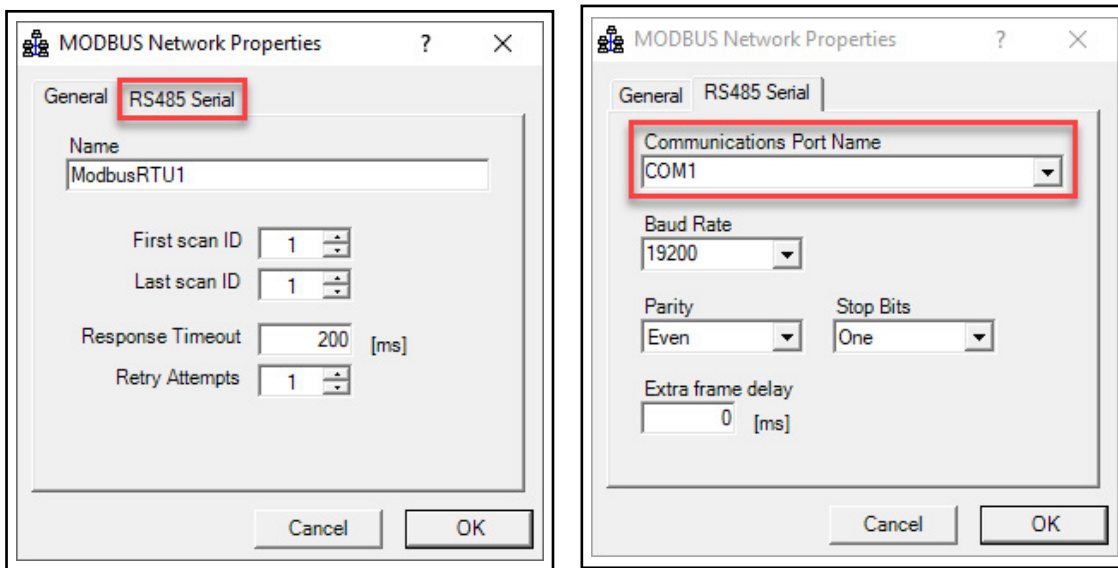 MODBUS Network Properties ? ×
General RS485 Serial
Name
ModbusRTU1
First scan ID 1
Last scan ID 1
Response Timeout 200 [ms]
Retry Attempts 1
Cancel OK
MODBUS Network Properties ? ×
General RS485 Serial
Communications Port Name
COM1
Baud Rate
19200
Parity Stop Bits
Even One
Extra frame delay
0 [ms]
Cancel OK